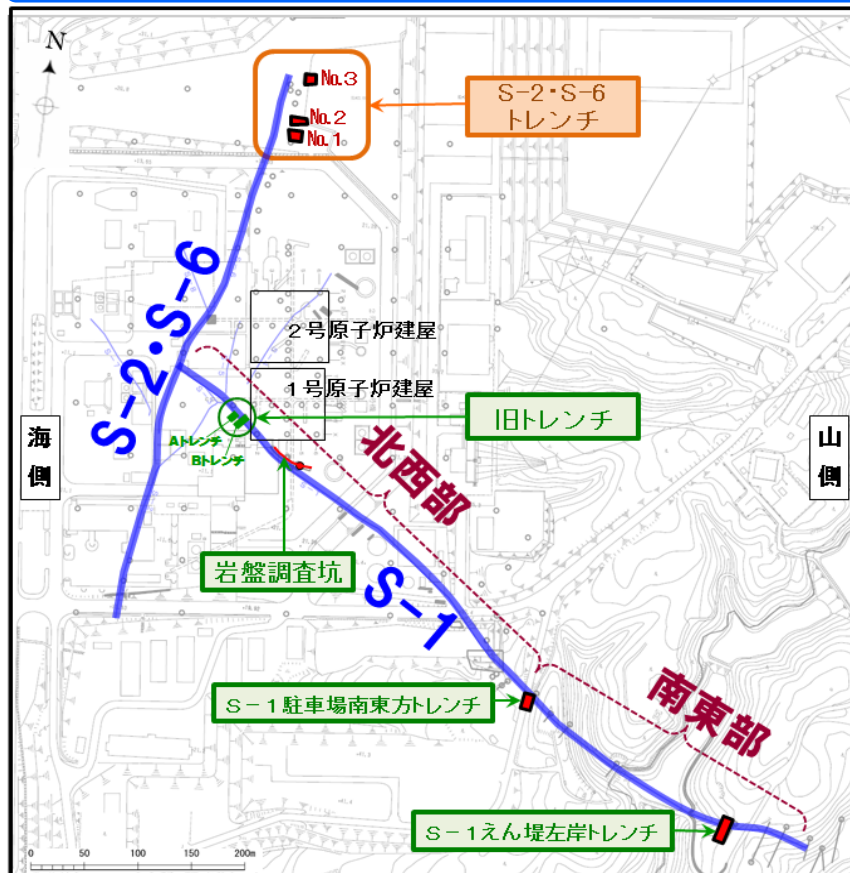 N
No.3
No.2
No.1
S-2・S-6
トレンチ
S-2・S-6
2号原子炉建屋
1号原子炉建屋
旧トレンチ
Aトレンチ
Bトレンチ
海側
山側
北西部
岩盤調査坑
S-1
S-1駐車場南東方トレンチ
南東部
S-1えん堤左岸トレンチ
0 50 100 150 200m